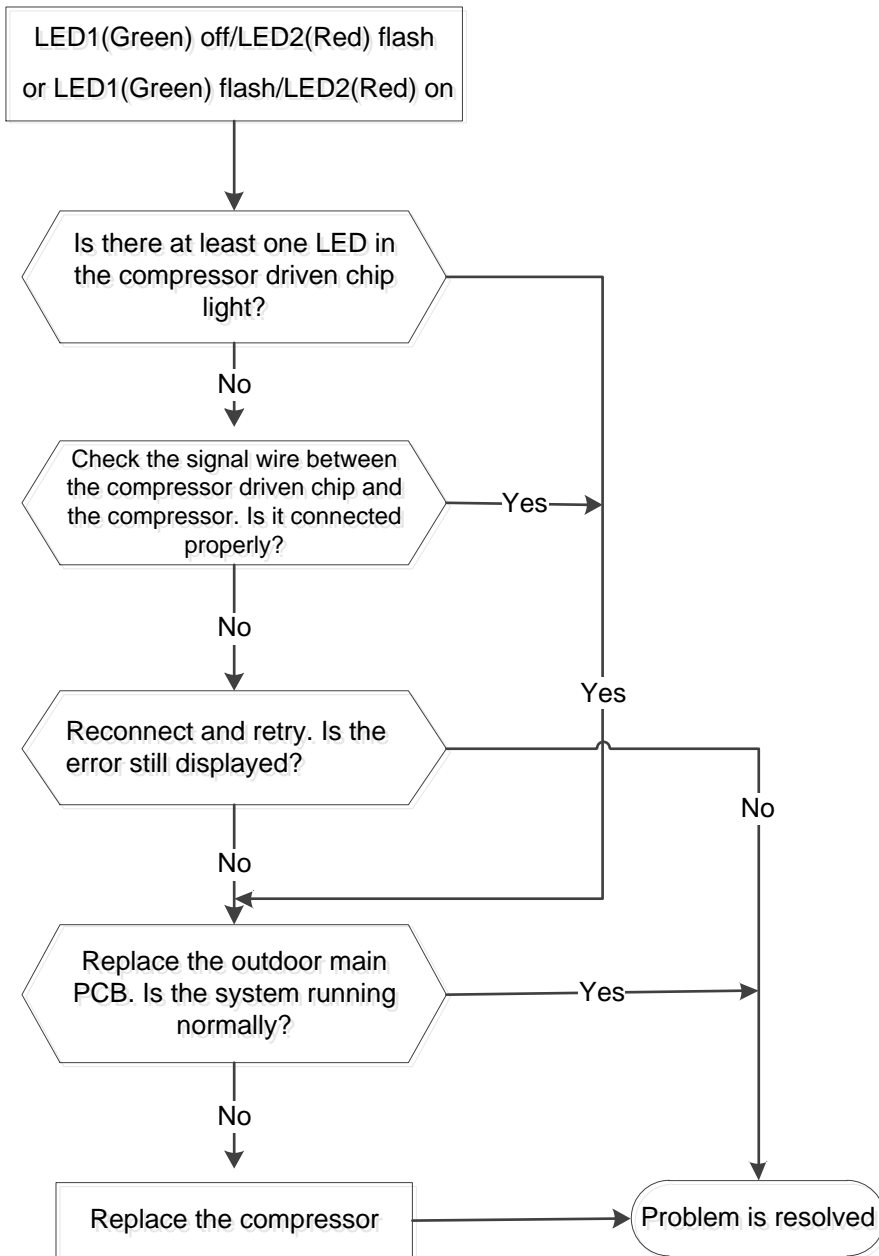 LED1(Green) off/LED2(Red) flash
or LED1(Green) flash/LED2(Red) on
Is there at least one LED in
the compressor driven chip
light?
No
Check the signal wire between
the compressor driven chip and
the compressor. Is it connected
properly?
Yes
No
Yes
Reconnect and retry. Is the
error still displayed?
No
No
Replace the outdoor main
PCB. Is the system running
normally?
Yes
No
Replace the compressor
Problem is resolved